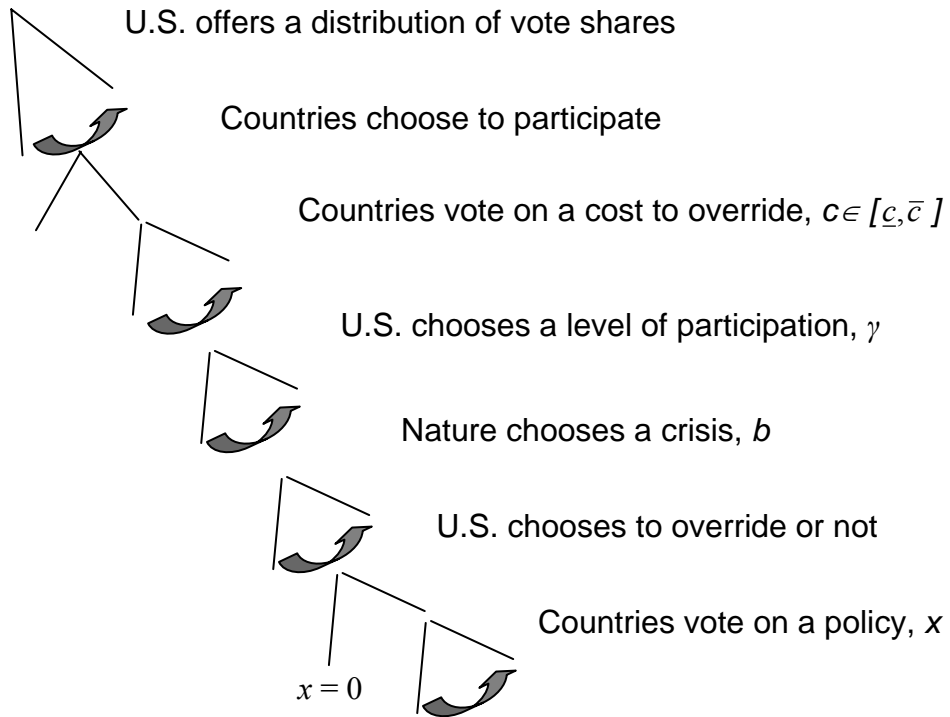 U.S. offers a distribution of vote shares
Countries choose to participate
Countries vote on a cost to override, c∈ [c̲,c̅ ]
U.S. chooses a level of participation, γ
Nature chooses a crisis, b
U.S. chooses to override or not
Countries vote on a policy, x
x = 0